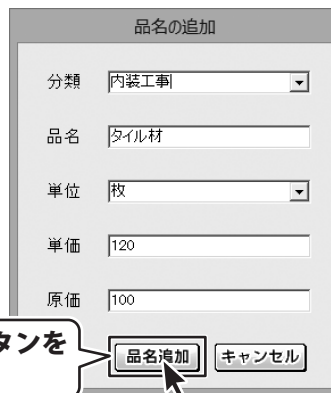 品名の追加
分類 内装工事
品名 タイル材
単位 枚
単価 120
原価 100
タンを
品名追加 キャンセル